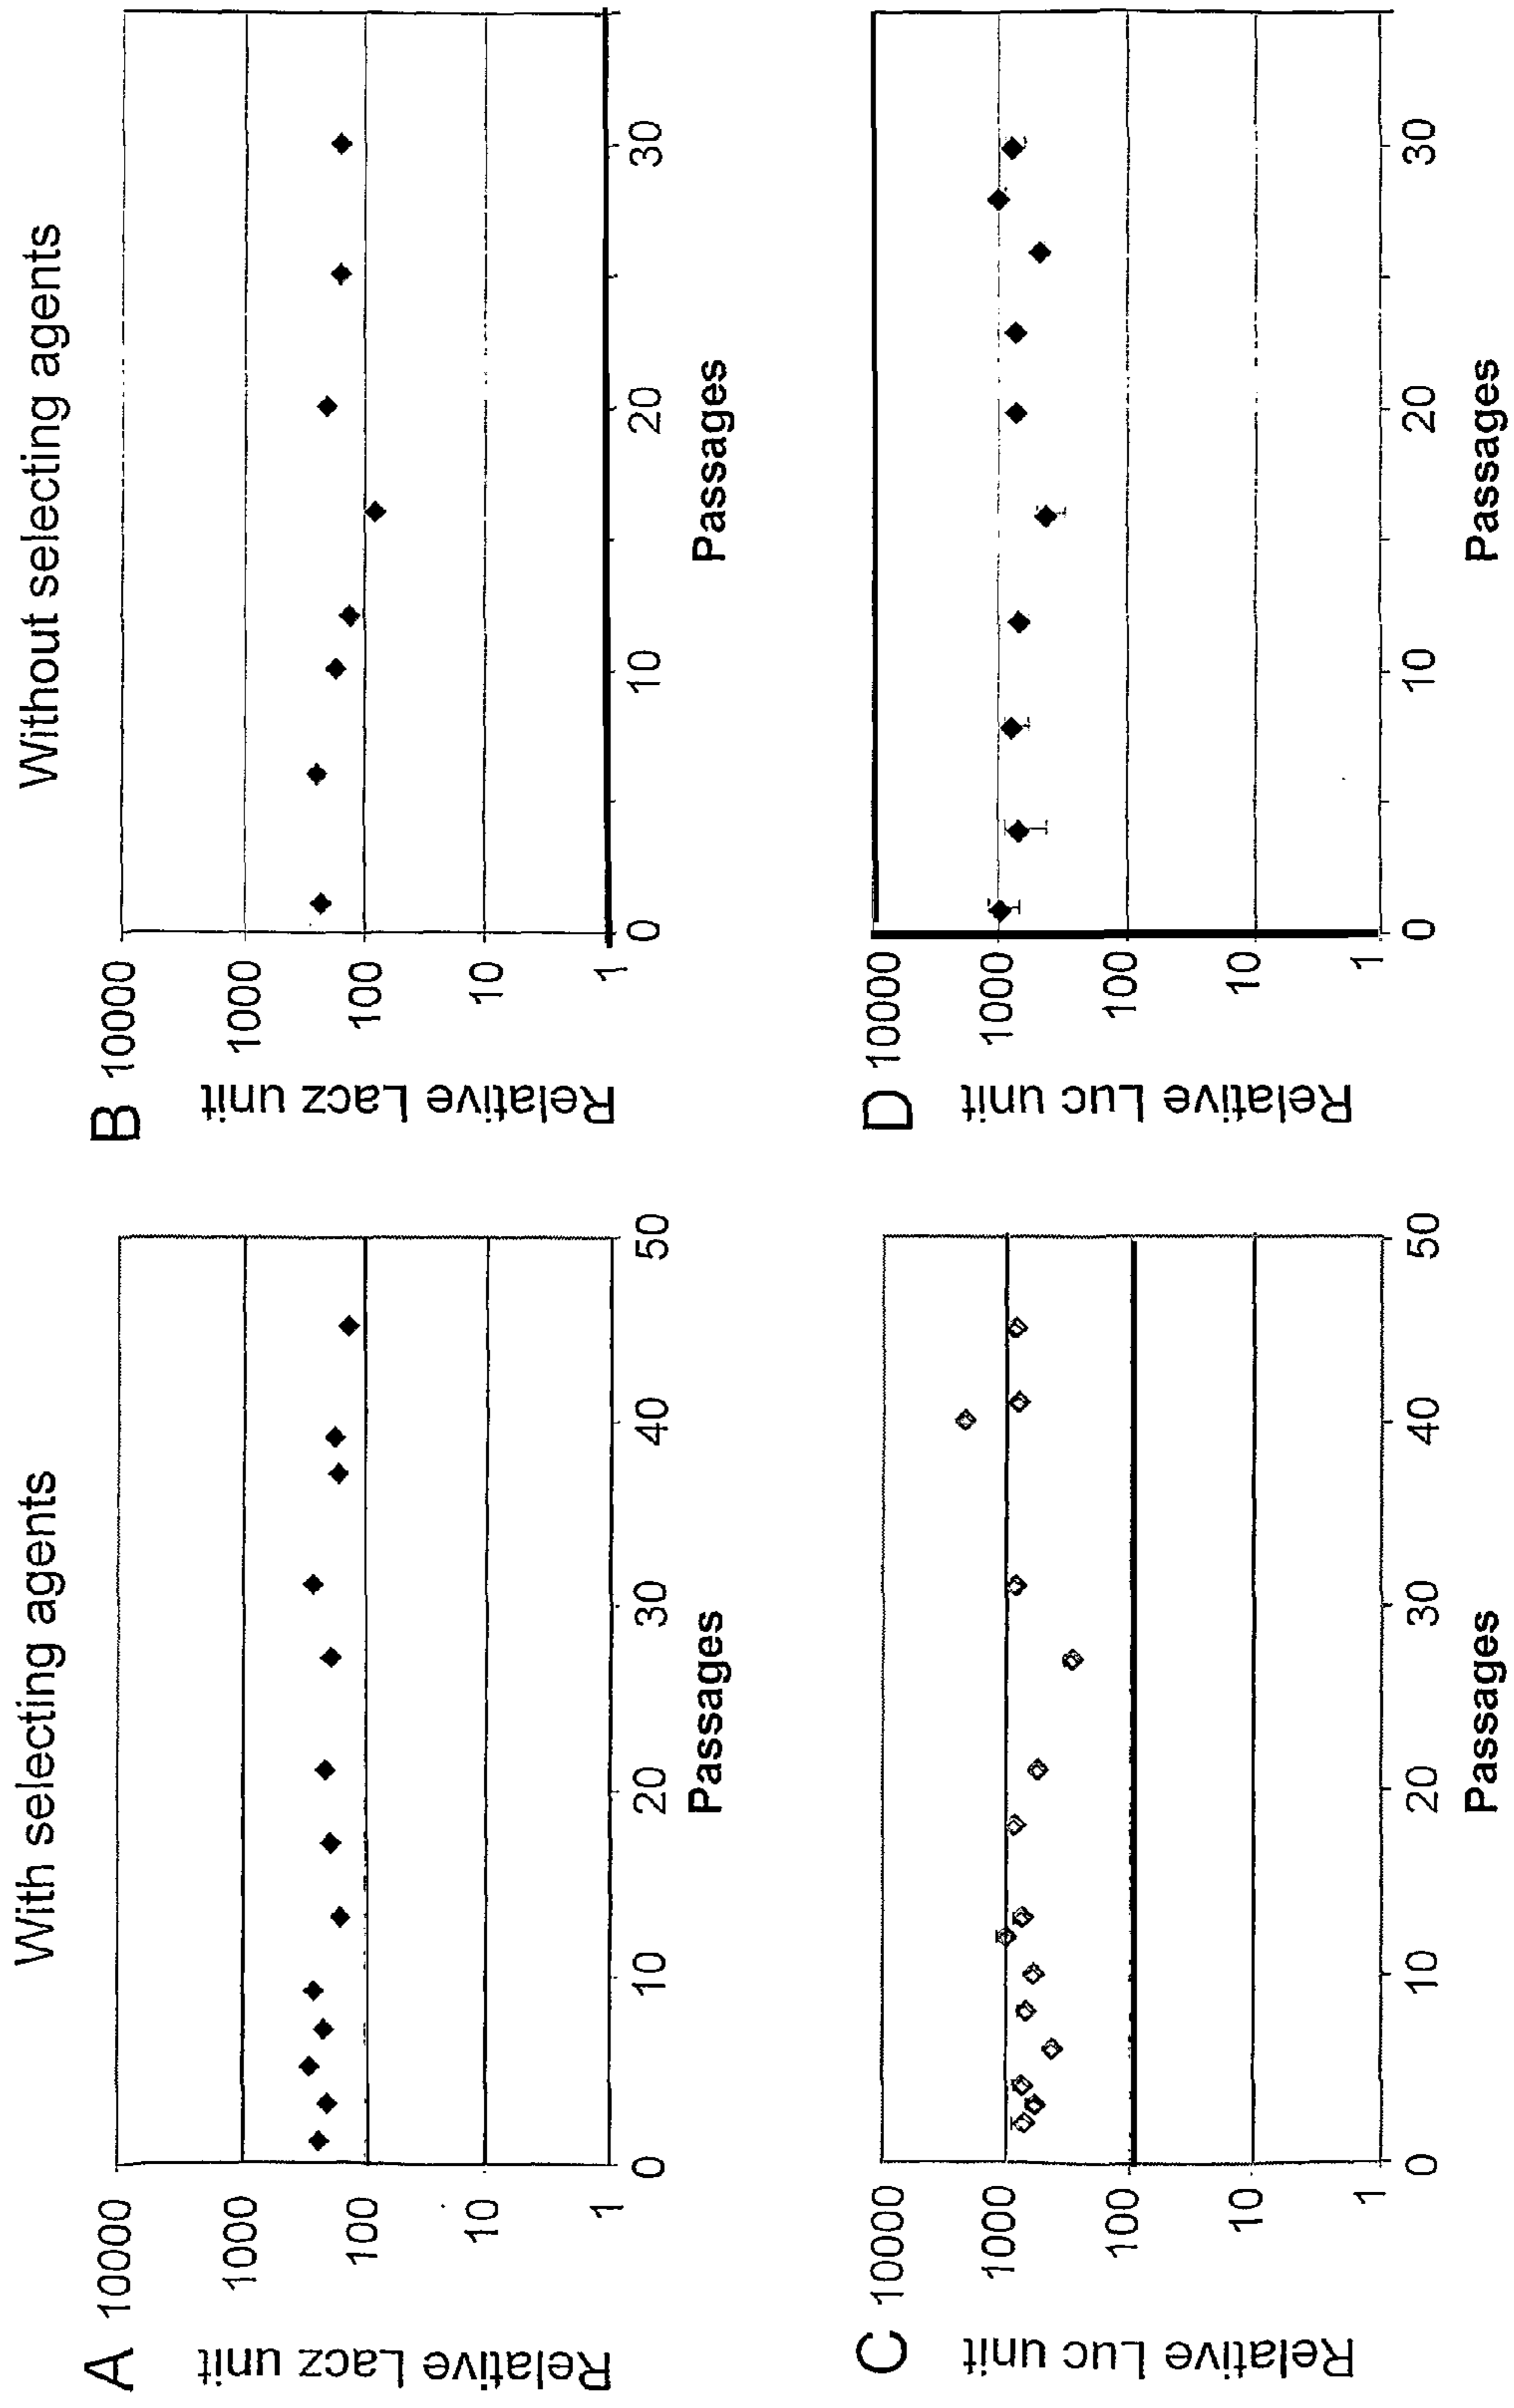 With selecting agents
Without selecting agents
A
Relative Lacz unit
10000
1000
100
10
1
0
10
20
30
40
50
Passages
B
Relative Lacz unit
10000
1000
100
10
1
0
10
20
30
Passages
C
Relative Luc unit
10000
1000
100
10
1
0
10
20
30
40
50
Passages
D
Relative Luc unit
10000
1000
100
10
1
0
10
20
30
Passages